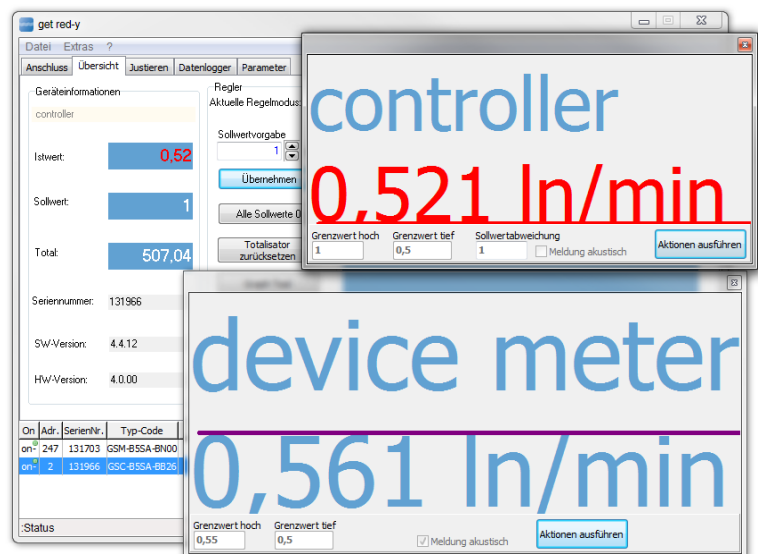 get red-y
Datei Extras ?
Anschluss Übersicht Justieren Datenlogger Parameter
Geräteinformationen
controller
Istwert: 0,52
Sollwert: 1
Total: 507,04
Seriennummer: 131966
SW-Version: 4.4.12
HW-Version: 4.0.00
Regler
Aktuelle Regelmodus:
Sollwertvorgabe
1
Übernehmen
Alle Sollwerte 0
Totalisator
zurücksetzen
On Adr. SerienNr. Typ-Code
on- 247 131703 GSM-B5SA-BN00
on- 2 131966 GSC-B5SA-BB26
:Status
controller
0,521 ln/min
Grenzwert hoch Grenzwert tief Sollwertabweichung
1 0,5 1 Meldung akustisch Aktionen ausführen
device meter
0,561 ln/min
Grenzwert hoch Grenzwert tief
0,55 0,5 Meldung akustisch Aktionen ausführen